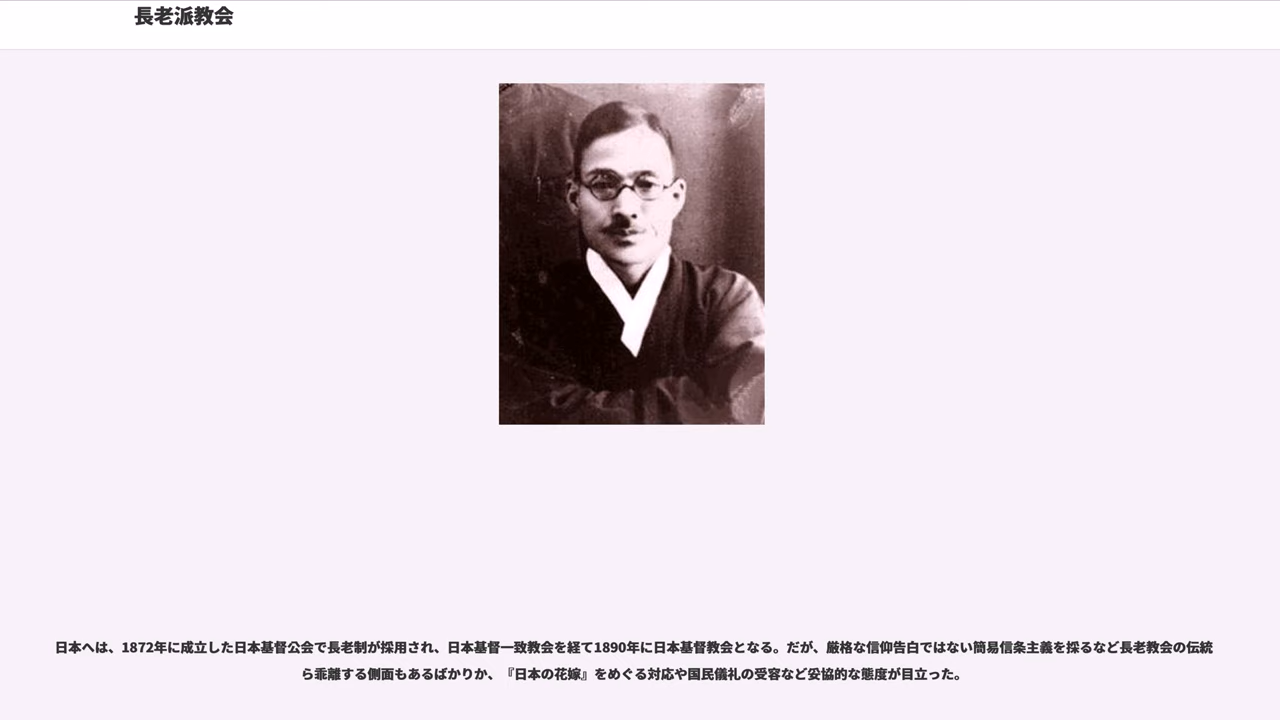 長老派教会
日本へは、1872年に成立した日本基督公会で長老制が採用され、日本基督一致教会を経て1890年に日本基督教会となる。だが、厳格な信仰告白ではない簡易信条主義を採るなど長老教会の伝統
ら乖離する側面もあるばかりか、『日本の花嫁』をめぐる対応や国民儀礼の受容など妥協的な態度が目立った。